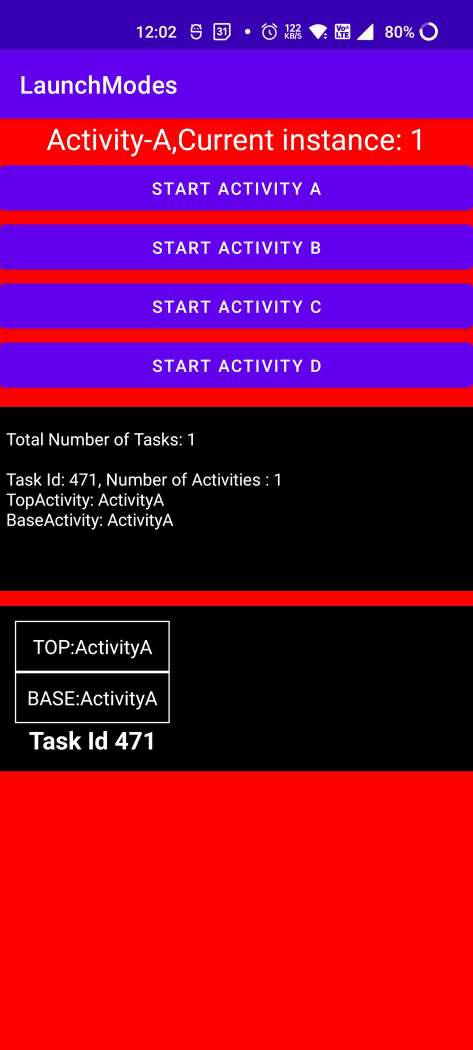 12:02 31 122 KB/S Vo LTE 80%
LaunchModes
Activity-A,Current instance: 1
START ACTIVITY A
START ACTIVITY B
START ACTIVITY C
START ACTIVITY D
Total Number of Tasks: 1
Task Id: 471, Number of Activities : 1
TopActivity: ActivityA
BaseActivity: ActivityA
TOP:ActivityA
BASE:ActivityA
Task Id 471